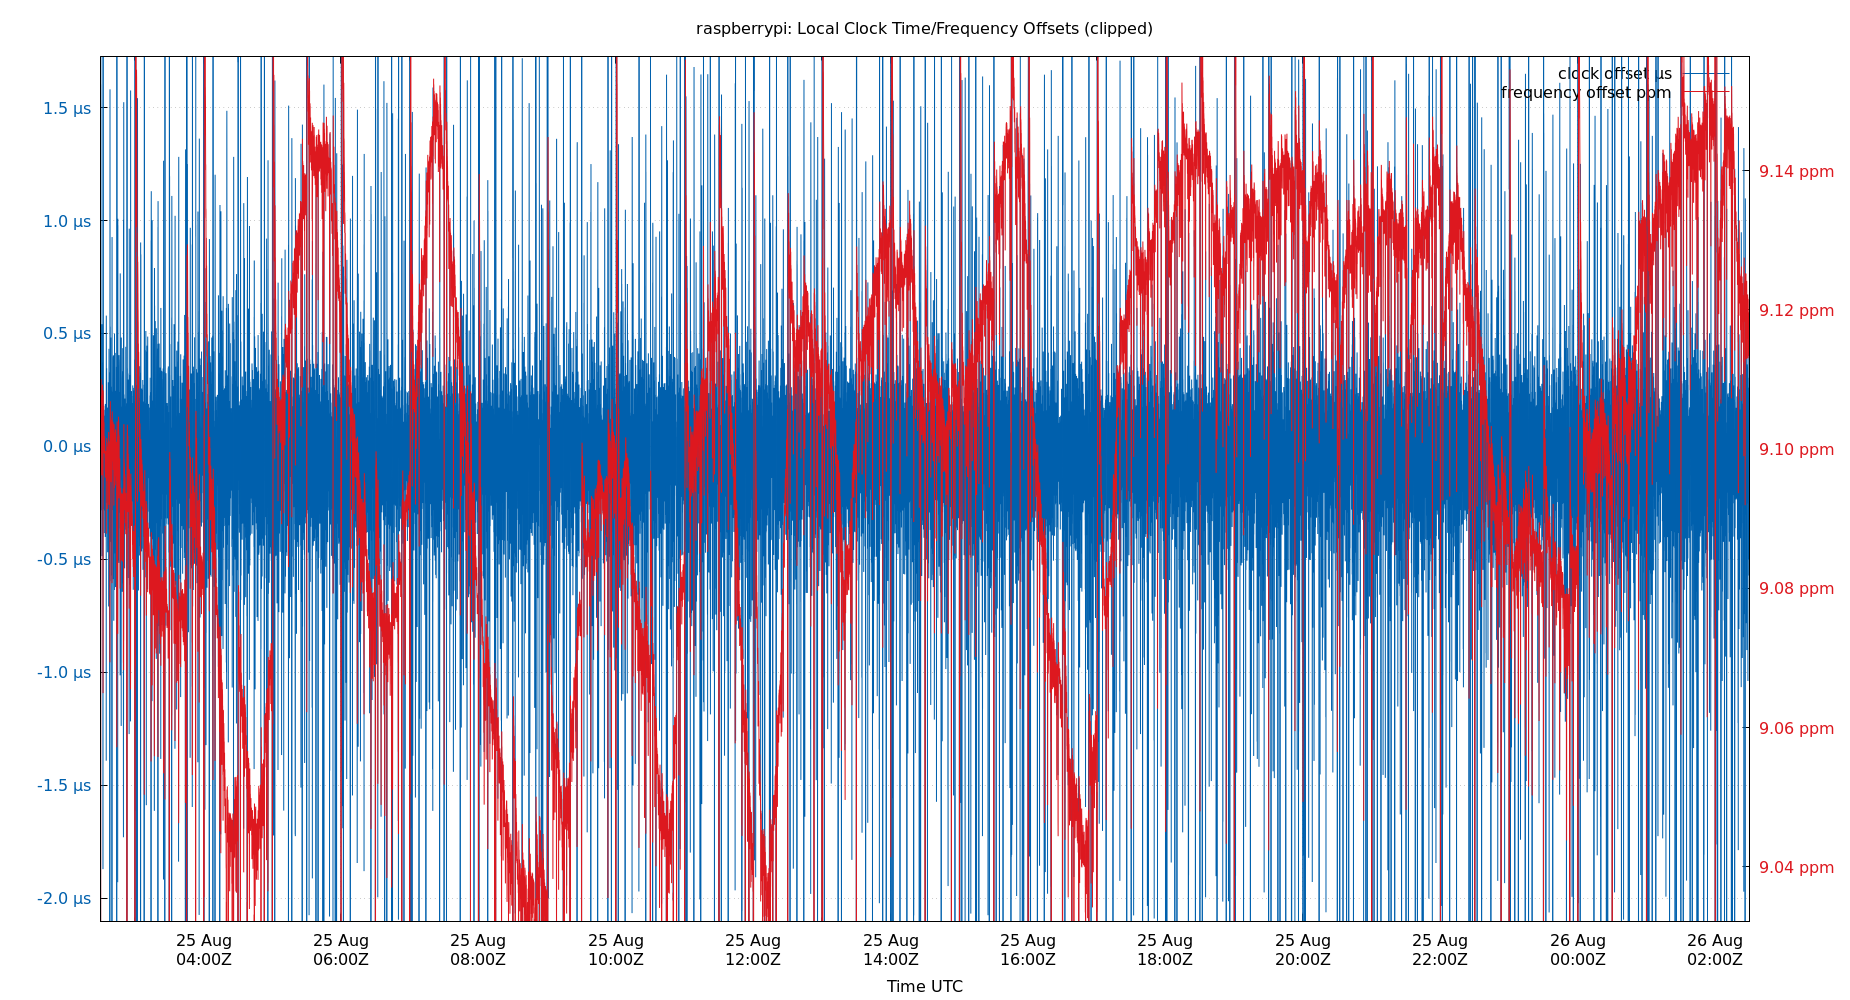 raspberrypi: Local Clock Time/Frequency Offsets (clipped)
clock offset µs
frequency offset ppm
1.5 µs
1.0 µs
0.5 µs
0.0 µs
-0.5 µs
-1.0 µs
-1.5 µs
-2.0 µs
9.14 ppm
9.12 ppm
9.10 ppm
9.08 ppm
9.06 ppm
9.04 ppm
25 Aug
04:00Z
25 Aug
06:00Z
25 Aug
08:00Z
25 Aug
10:00Z
25 Aug
12:00Z
25 Aug
14:00Z
25 Aug
16:00Z
25 Aug
18:00Z
25 Aug
20:00Z
25 Aug
22:00Z
26 Aug
00:00Z
26 Aug
02:00Z
Time UTC